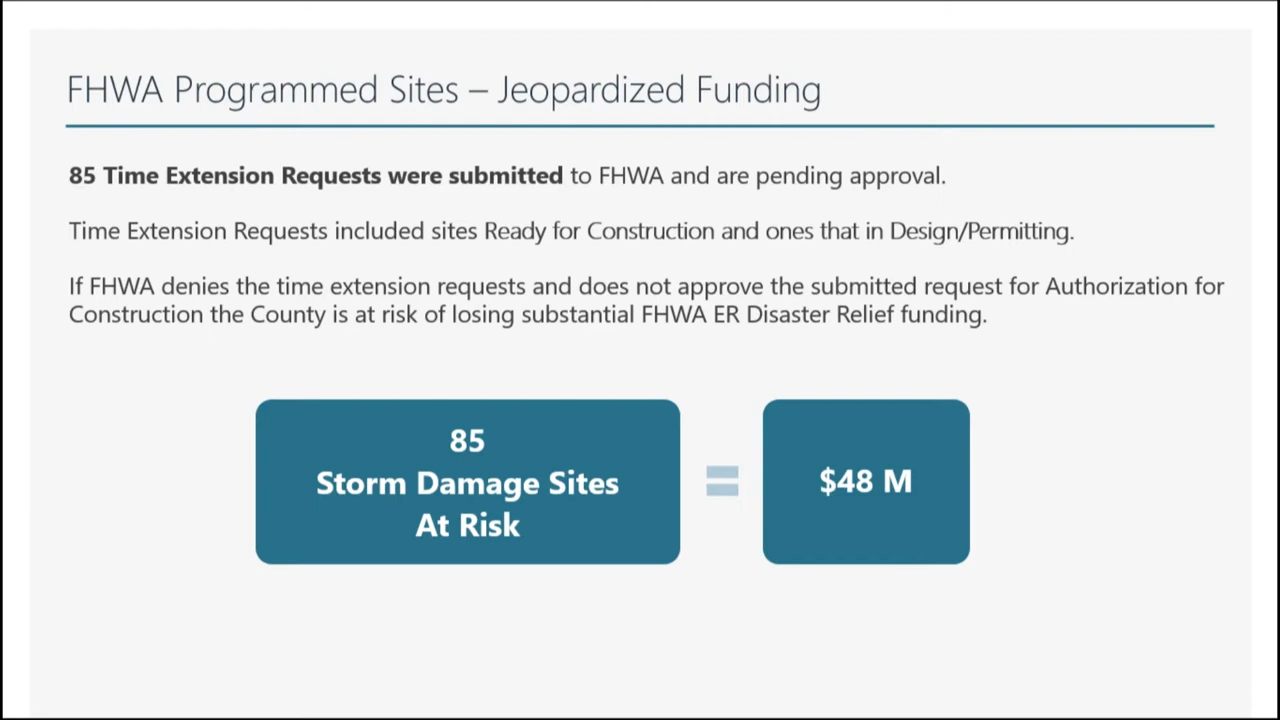 FHWA Programmed Sites – Jeopardized Funding
85 Time Extension Requests were submitted to FHWA and are pending approval.
Time Extension Requests included sites Ready for Construction and ones that in Design/Permitting.
If FHWA denies the time extension requests and does not approve the submitted request for Authorization for
Construction the County is at risk of losing substantial FHWA ER Disaster Relief funding.
85
Storm Damage Sites
At Risk
=
$48 M